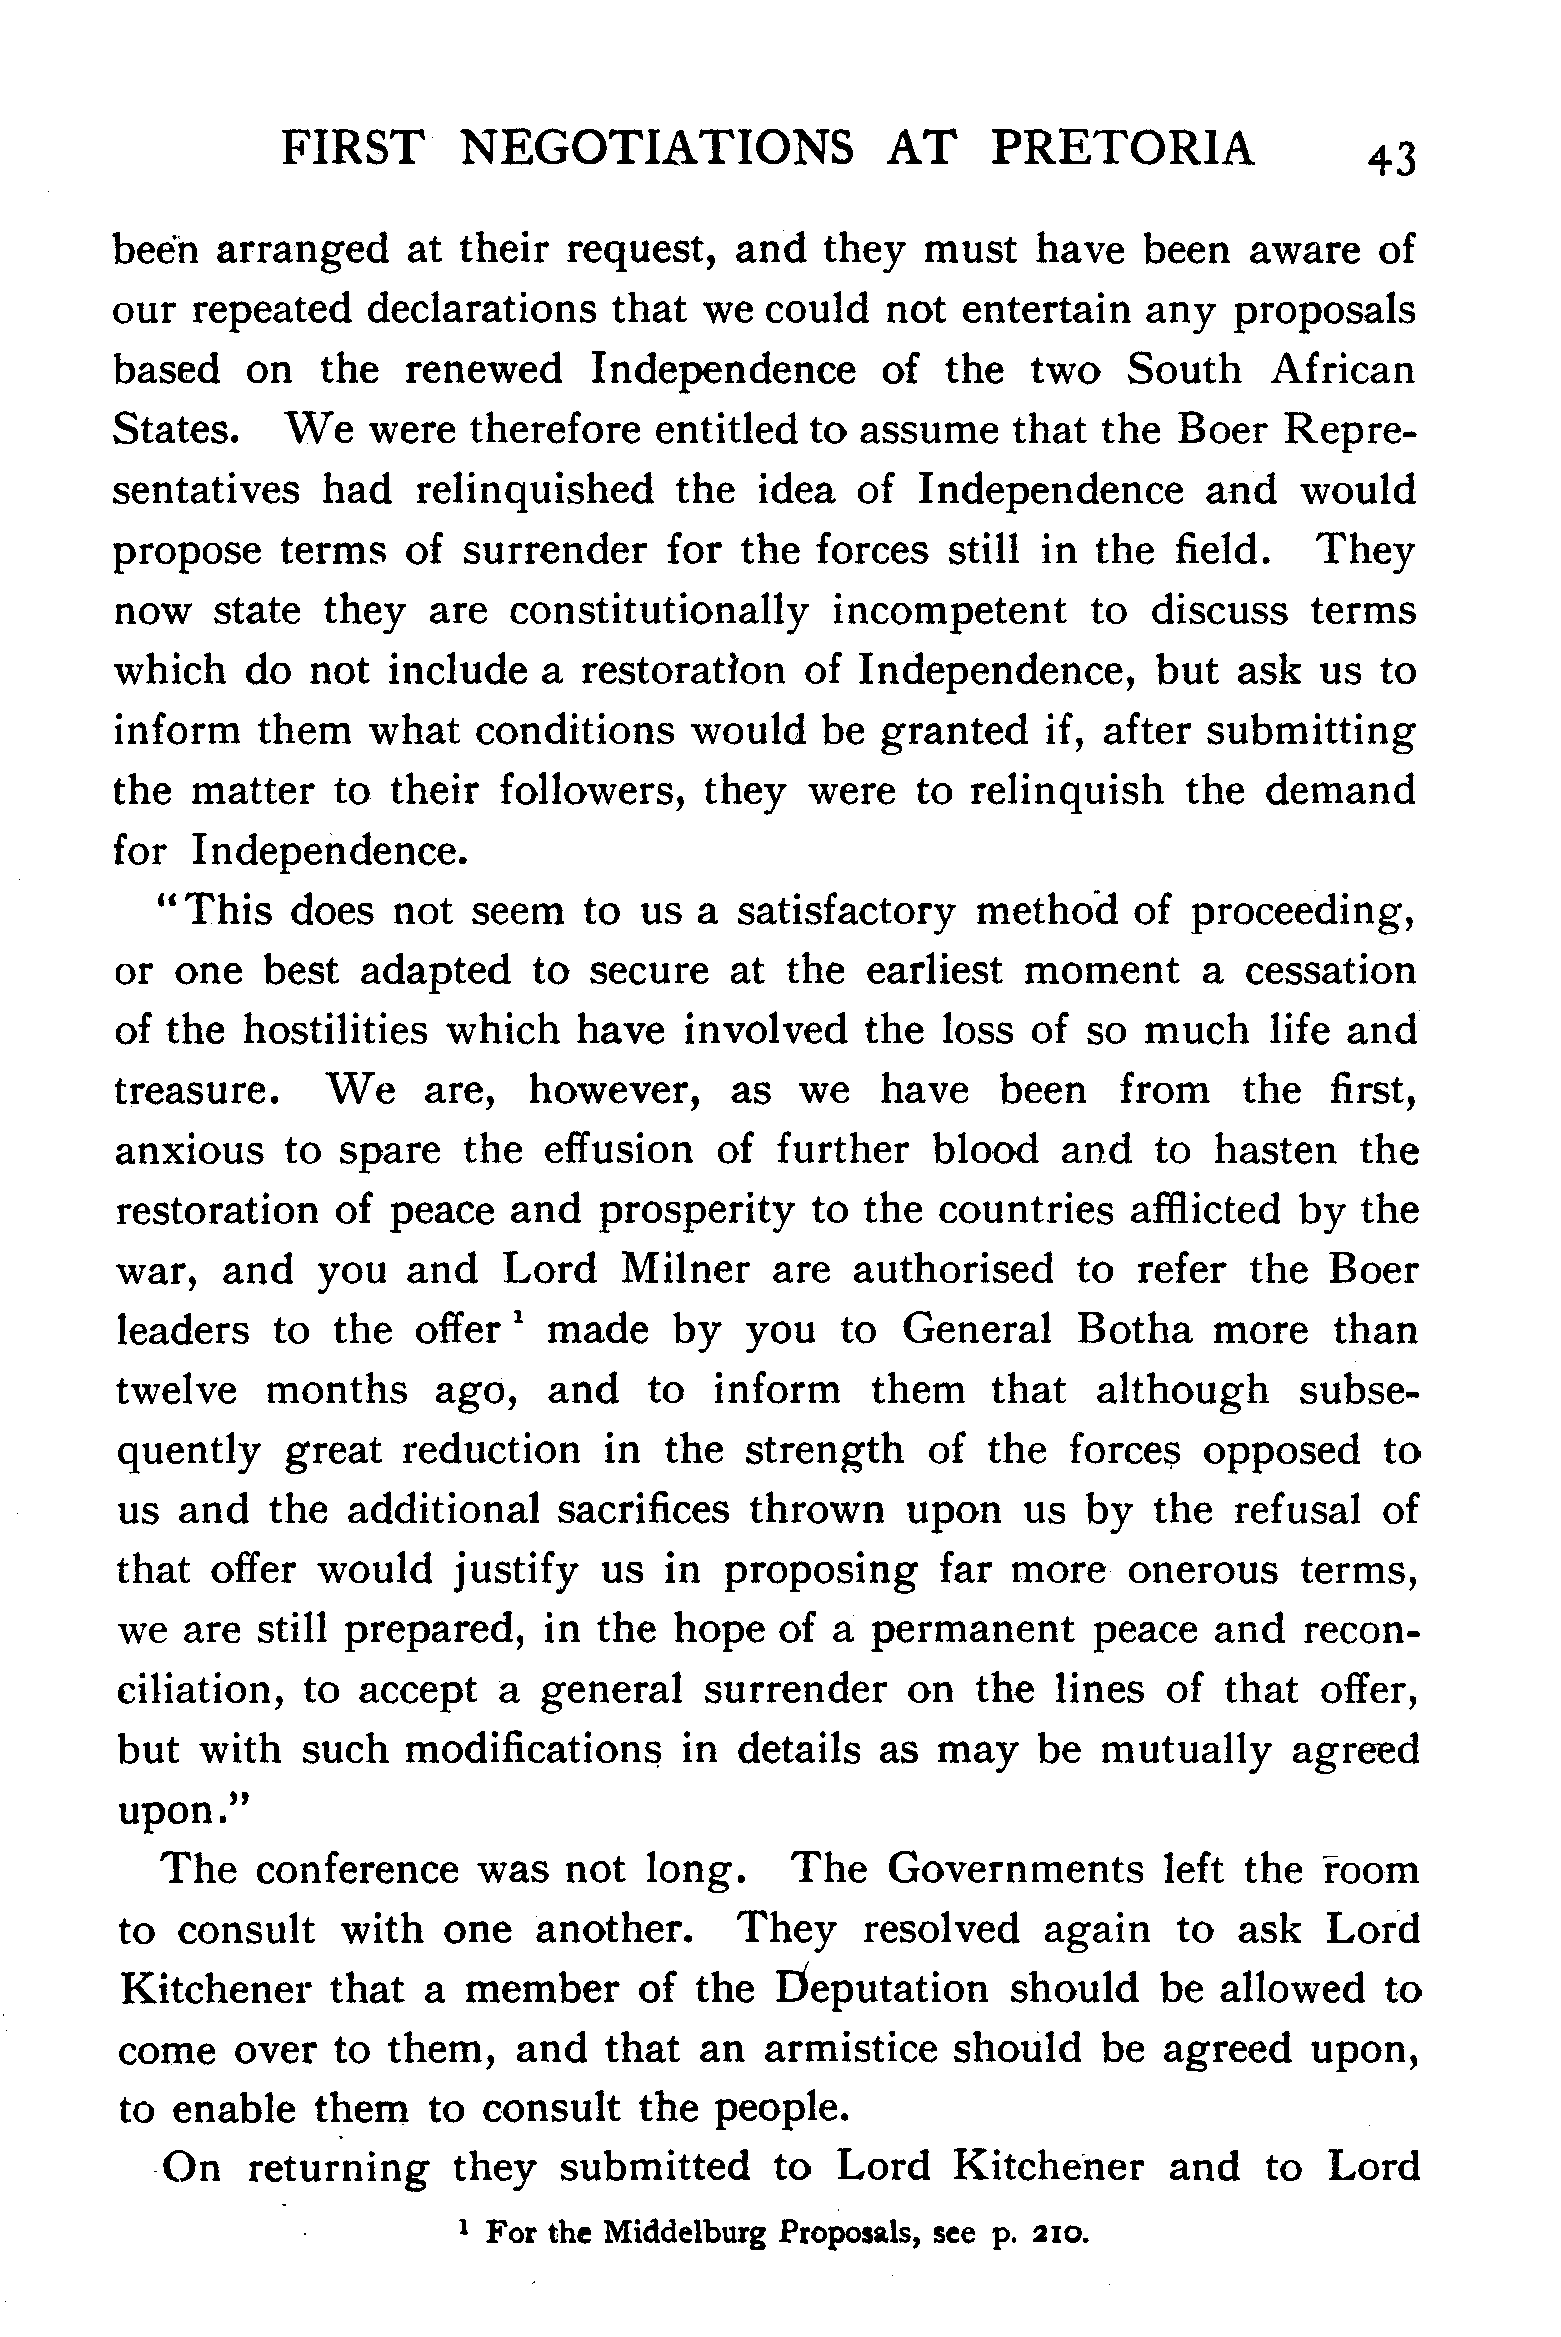 FIRST NEGOTIATIONS AT PRETORIA 43
been arranged at their request, and they must have been aware of
our repeated declarations that we could not entertain any proposals
based on the renewed Independence of the two South African
States. We were therefore entitled to assume that the Boer Repre-
sentatives had relinquished the idea of Independence and would
propose terms of surrender for the forces still in the field. They
now state they are constitutionally incompetent to discuss terms
which do not include a restoration of Independence, but ask us to
inform them what conditions would be granted if, after submitting
the matter to their followers, they were to relinquish the demand
for Independence.
"This does not seem to us a satisfactory method of proceeding,
or one best adapted to secure at the earliest moment a cessation
of the hostilities which have involved the loss of so much life and
treasure. We are, however, as we have been from the first,
anxious to spare the effusion of further blood and to hasten the
restoration of peace and prosperity to the countries afflicted by the
war, and you and Lord Milner are authorised to refer the Boer
leaders to the offer ¹ made by you to General Botha more than
twelve months ago, and to inform them that although subse-
quently great reduction in the strength of the forces opposed to
us and the additional sacrifices thrown upon us by the refusal of
that offer would justify us in proposing far more onerous terms,
we are still prepared, in the hope of a permanent peace and recon-
ciliation, to accept a general surrender on the lines of that offer,
but with such modifications in details as may be mutually agreed
upon."
The conference was not long. The Governments left the room
to consult with one another. They resolved again to ask Lord
Kitchener that a member of the Deputation should be allowed to
come over to them, and that an armistice should be agreed upon,
to enable them to consult the people.
On returning they submitted to Lord Kitchener and to Lord
¹ For the Middelburg Proposals, see p. 210.